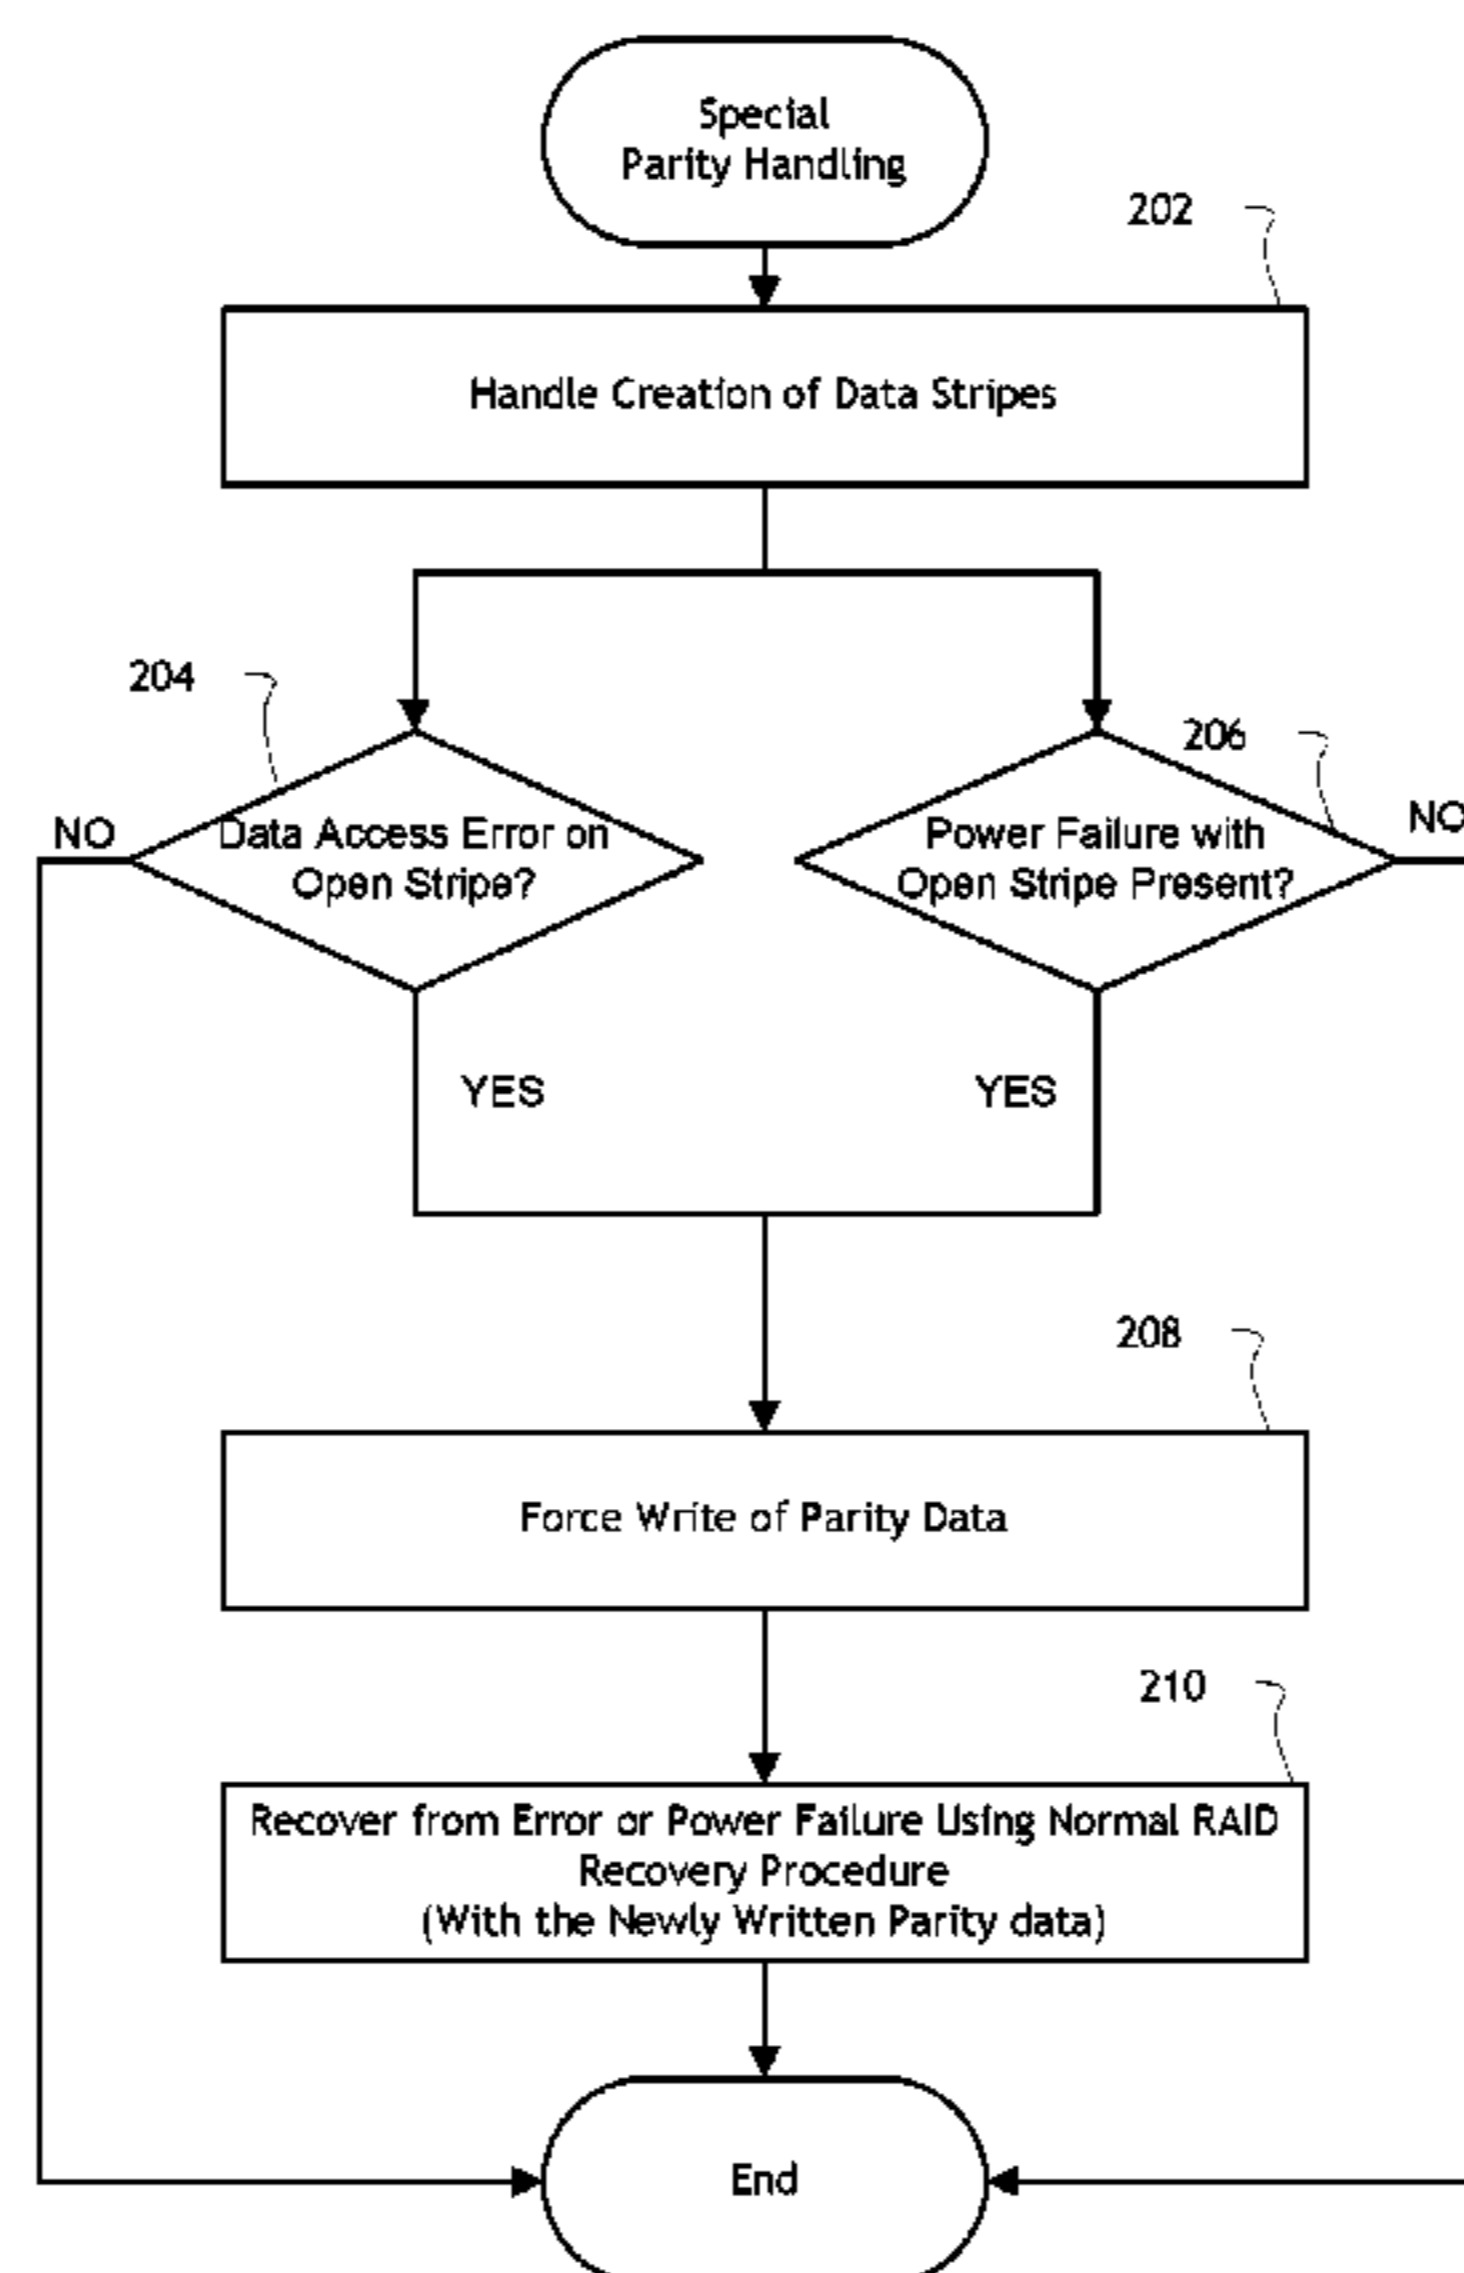 Special
Parity Handling
202
Handle Creation of Data Stripes
204
206
NO
Data Access Error on
Open Stripe?
Power Failure with
Open Stripe Present?
NO
YES
YES
208
Force Write of Parity Data
210
Recover from Error or Power Failure Using Normal RAID
Recovery Procedure
(With the Newly Written Parity data)
End